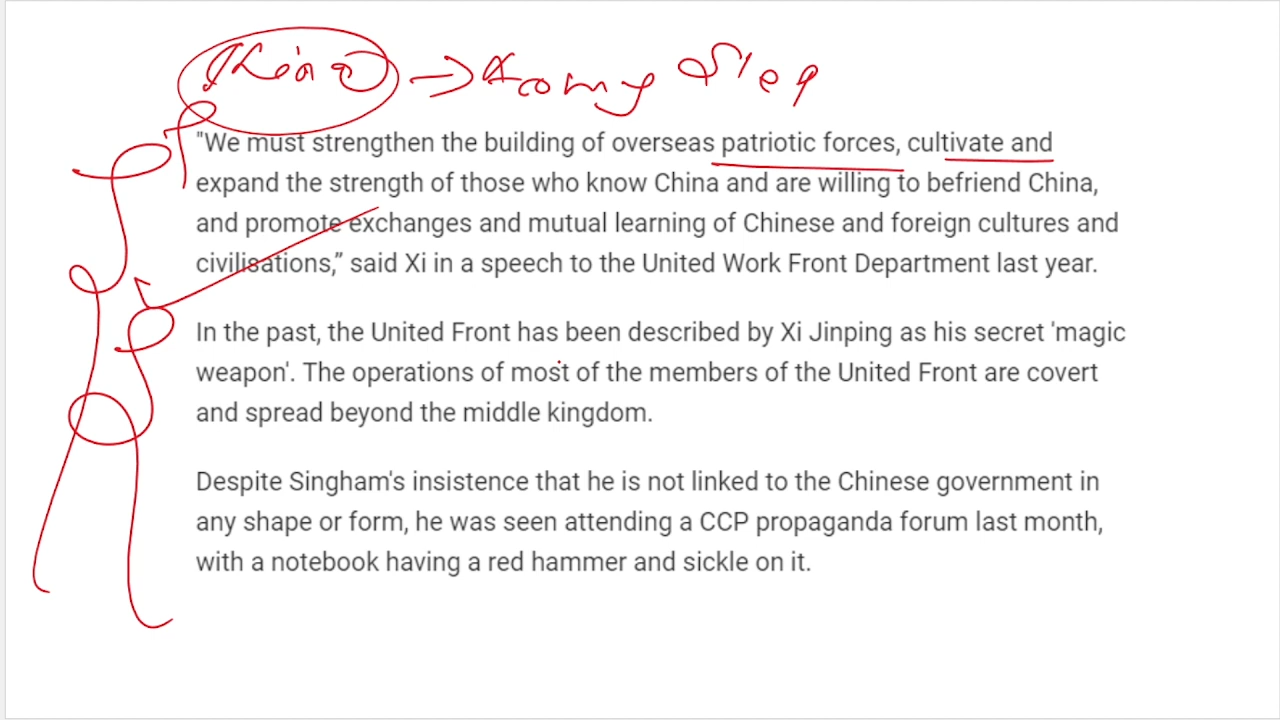 "We must strengthen the building of overseas patriotic forces, cultivate and
expand the strength of those who know China and are willing to befriend China,
and promote exchanges and mutual learning of Chinese and foreign cultures and
civilisations,” said Xi in a speech to the United Work Front Department last year.
In the past, the United Front has been described by Xi Jinping as his secret 'magic
weapon'. The operations of most of the members of the United Front are covert
and spread beyond the middle kingdom.
Despite Singham's insistence that he is not linked to the Chinese government in
any shape or form, he was seen attending a CCP propaganda forum last month,
with a notebook having a red hammer and sickle on it.